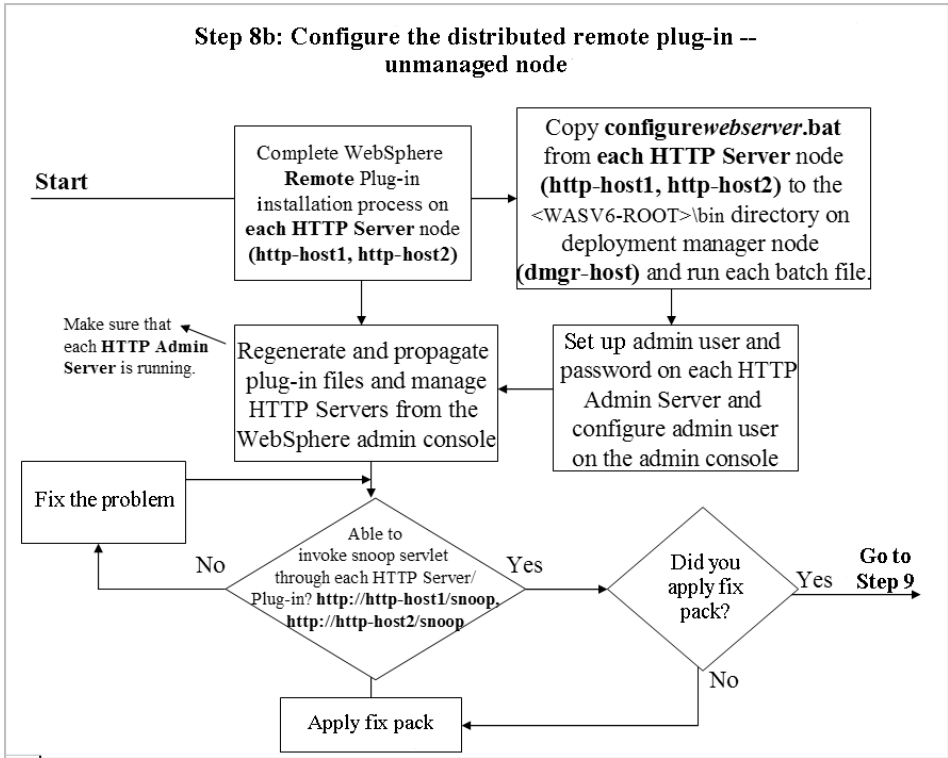 Step 8b: Configure the distributed remote plug-in --
unmanaged node
Start
Complete WebSphere
Remote Plug-in
installation process on
each HTTP Server node
(http-host1, http-host2)
Copy configurewebserver.bat
from each HTTP Server node
(http-host1, http-host2) to the
<WASV6-ROOT>\bin directory on
deployment manager node
(dmgr-host) and run each batch file.
Make sure that
each HTTP Admin
Server is running.
Regenerate and propagate
plug-in files and manage
HTTP Servers from the
WebSphere admin console
Set up admin user and
password on each HTTP
Admin Server and
configure admin user
on the admin console
Fix the problem
No
Able to
invoke snoop servlet
through each HTTP Server/
Plug-in? http://http-host1/snoop,
http://http-host2/snoop
Yes
Did you
apply fix
pack?
Yes
Go to
Step 9
No
Apply fix pack